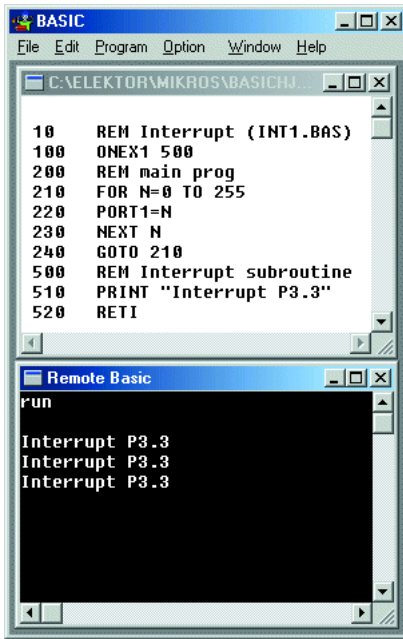 BASIC
File Edit Program Option Window Help
C:\ELEKTOR\MIKROS\BASICHJ...
10 REM Interrupt (INT1.BAS)
100 ONEX1 500
200 REM main prog
210 FOR N=0 TO 255
220 PORT1=N
230 NEXT N
240 GOTO 210
500 REM Interrupt subroutine
510 PRINT "Interrupt P3.3"
520 RETI
Remote Basic
run
Interrupt P3.3
Interrupt P3.3
Interrupt P3.3